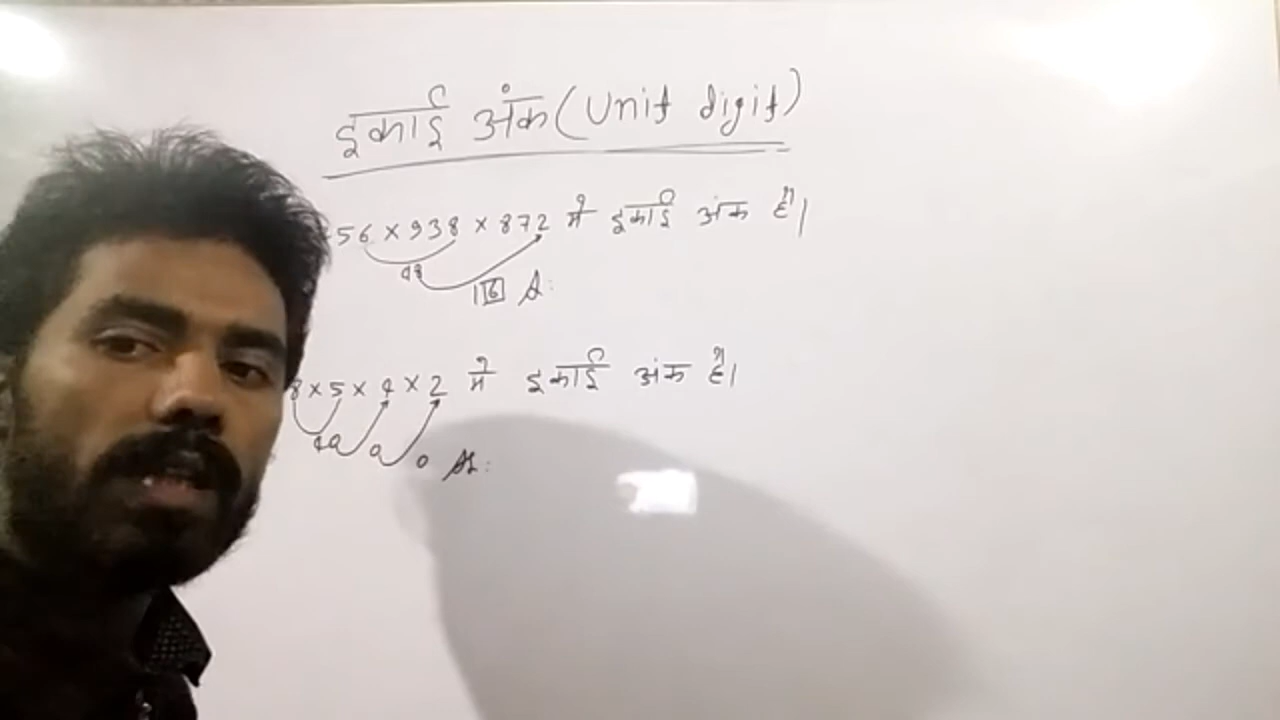 इकाई अंक (Unit digit)
56 × 938 × 872 में इकाई अंक है।
48
16 A:
8 × 5 × 4 × 2 में इकाई अंक है।
40 0 0 A: